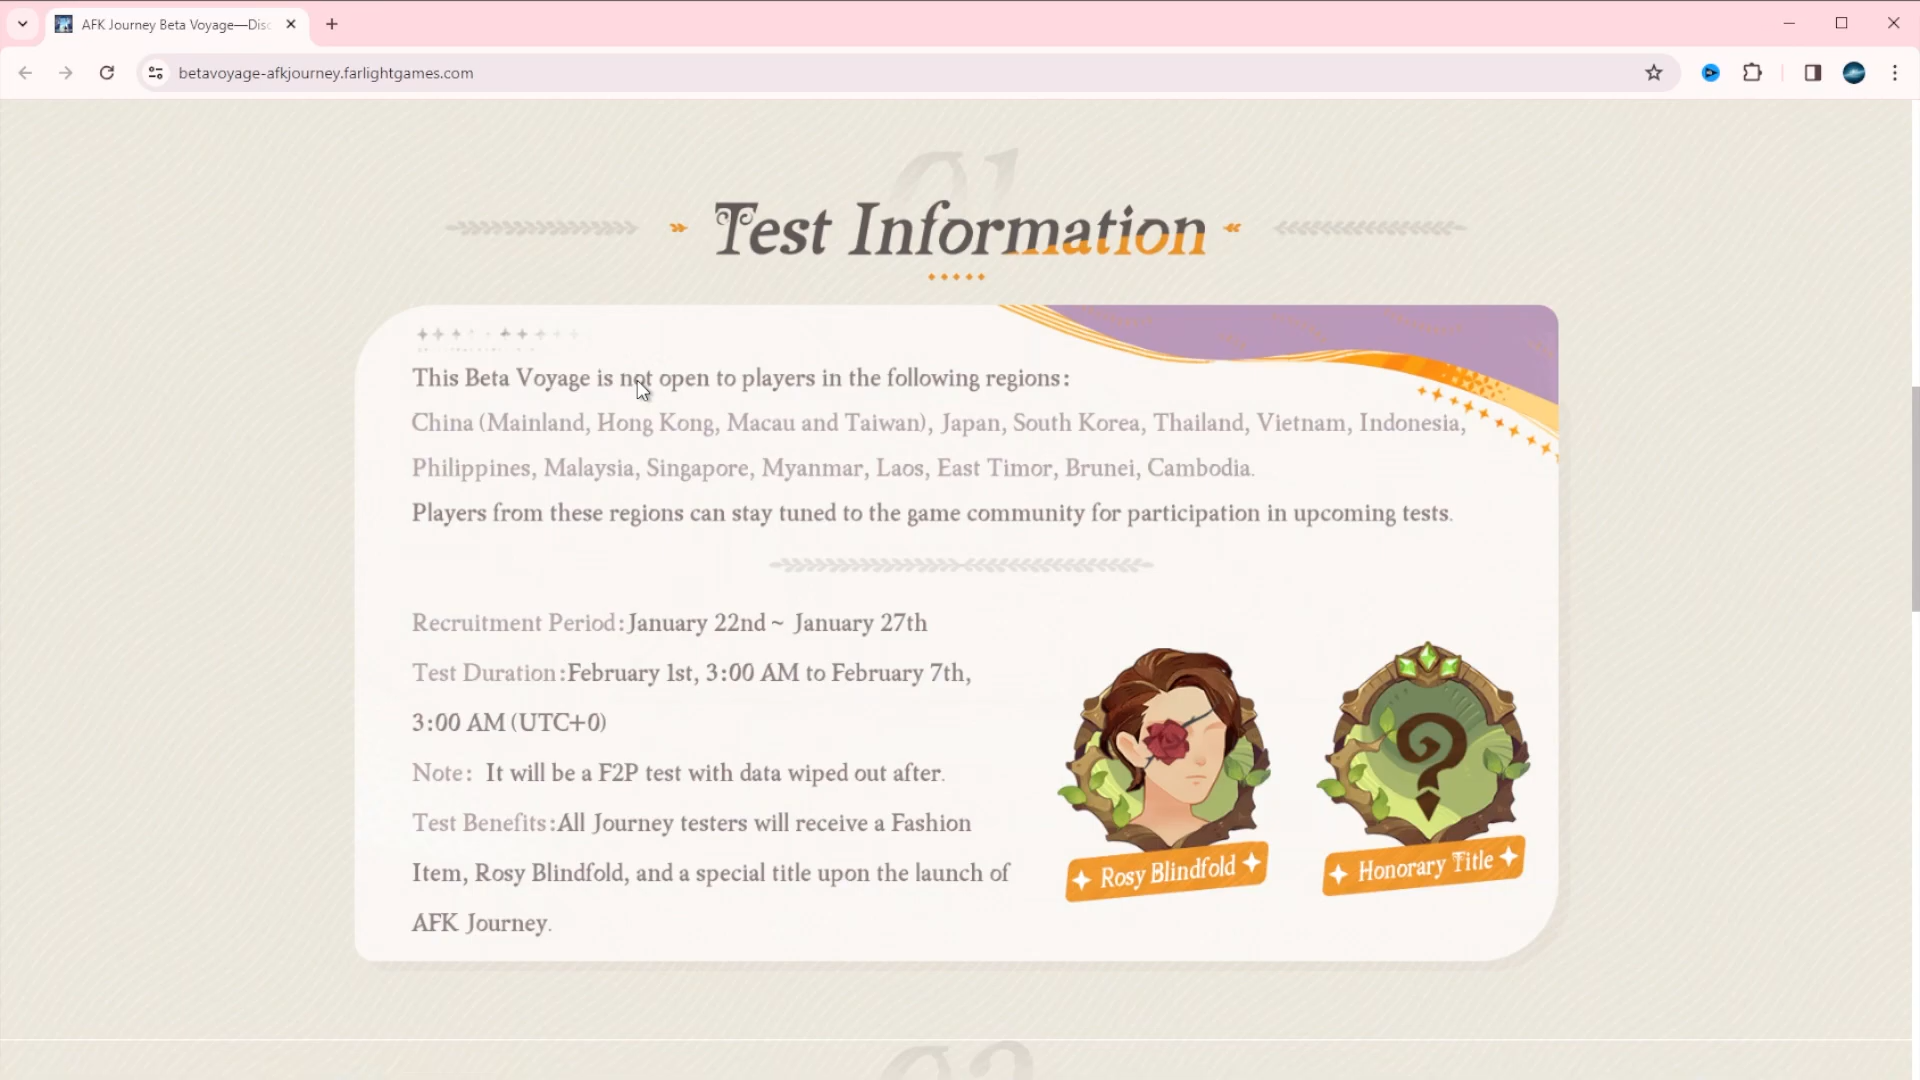 AFK Journey Beta Voyage—Disc
betavoyage-afkjourney.farlightgames.com
01
Test Information
This Beta Voyage is not open to players in the following regions:
China (Mainland, Hong Kong, Macau and Taiwan), Japan, South Korea, Thailand, Vietnam, Indonesia,
Philippines, Malaysia, Singapore, Myanmar, Laos, East Timor, Brunei, Cambodia.
Players from these regions can stay tuned to the game community for participation in upcoming tests.
Recruitment Period:January 22nd ~ January 27th
Test Duration:February 1st, 3:00 AM to February 7th,
3:00 AM (UTC+0)
Note: It will be a F2P test with data wiped out after.
Test Benefits:All Journey testers will receive a Fashion
Item, Rosy Blindfold, and a special title upon the launch of
AFK Journey.
Rosy Blindfold
Honorary Title
02